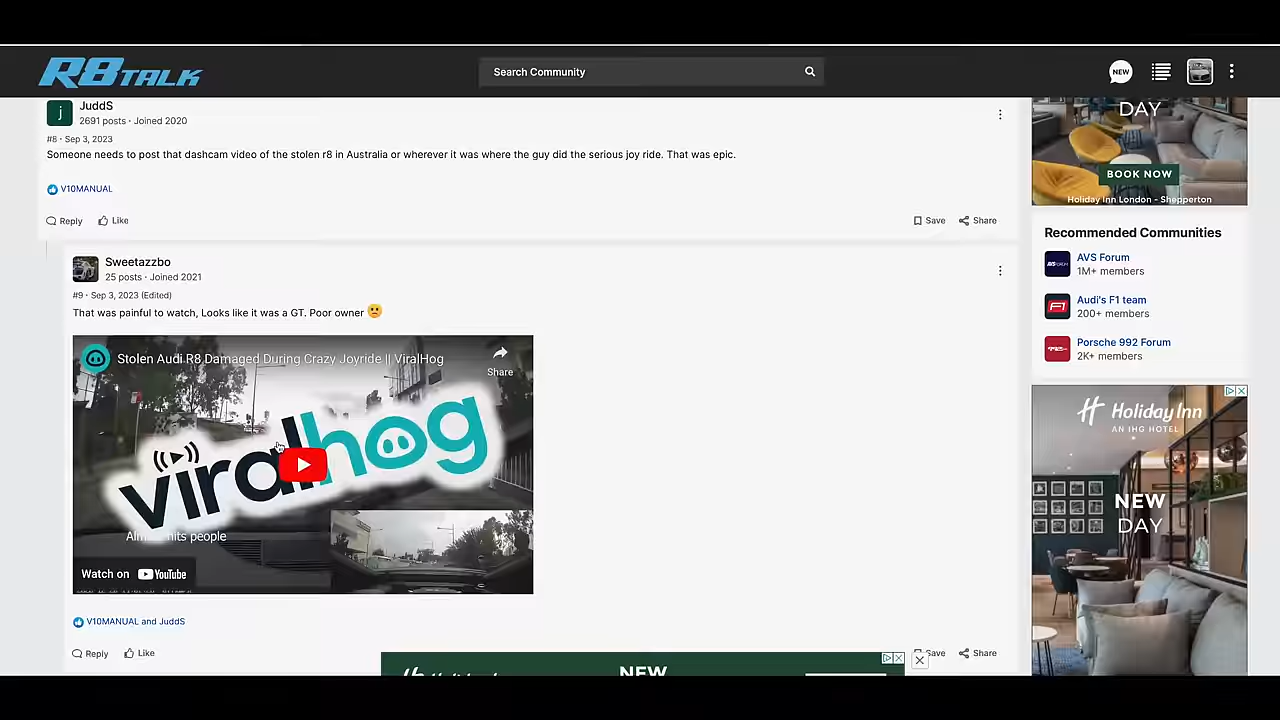 R8TALK
Search Community
NEW
j
JuddS
2691 posts · Joined 2020
#8 · Sep 3, 2023
Someone needs to post that dashcam video of the stolen r8 in Australia or wherever it was where the guy did the serious joy ride. That was epic.
V10MANUAL
Reply
Like
Save
Share
Sweetazzbo
25 posts · Joined 2021
#9 · Sep 3, 2023 (Edited)
That was painful to watch, Looks like it was a GT. Poor owner
Stolen Audi R8 Damaged During Crazy Joyride || ViralHog
Share
viralhog
hits people
Watch on YouTube
V10MANUAL and JuddS
Reply
Like
Save
Share
NEW
DAY
BOOK NOW
Holiday Inn London - Shepperton
Recommended Communities
AVS Forum
1M+ members
Audi's F1 team
200+ members
Porsche 992 Forum
2K+ members
H Holiday Inn
AN IHG HOTEL
NEW
DAY